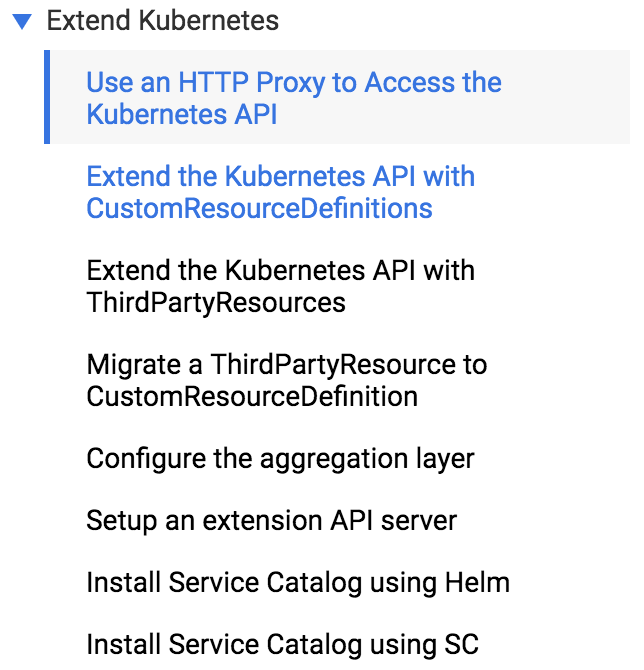 Extend Kubernetes
Use an HTTP Proxy to Access the
Kubernetes API
Extend the Kubernetes API with
CustomResourceDefinitions
Extend the Kubernetes API with
ThirdPartyResources
Migrate a ThirdPartyResource to
CustomResourceDefinition
Configure the aggregation layer
Setup an extension API server
Install Service Catalog using Helm
Install Service Catalog using SC